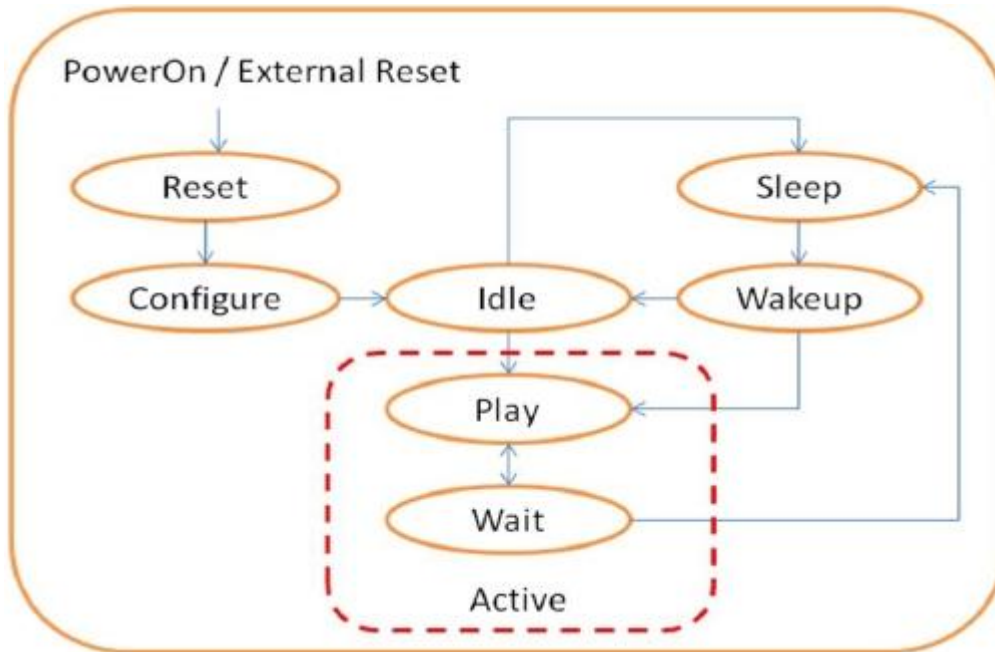 PowerOn / External Reset
Reset
Sleep
Configure
Idle
Wakeup
Play
Wait
Active